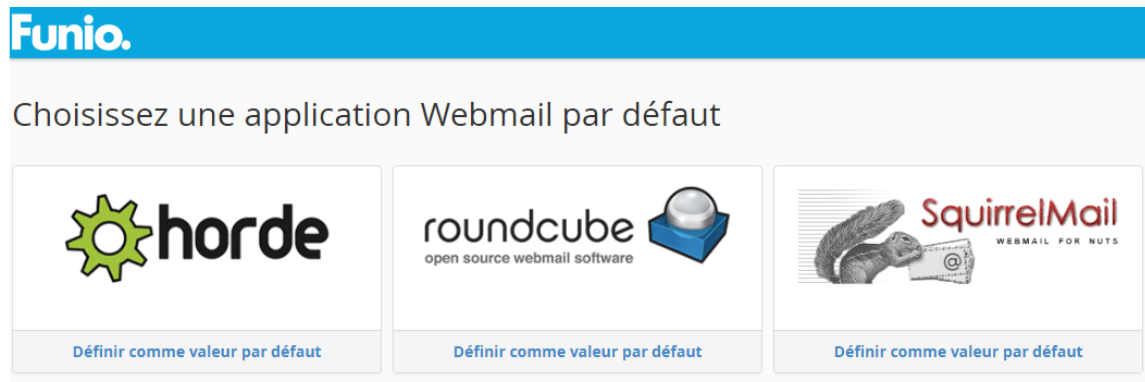 Funio.
Choisissez une application Webmail par défaut
horde
roundcube
open source webmail software
SquirrelMail
WEBMAIL FOR NUTS
@
Définir comme valeur par défaut
Définir comme valeur par défaut
Définir comme valeur par défaut